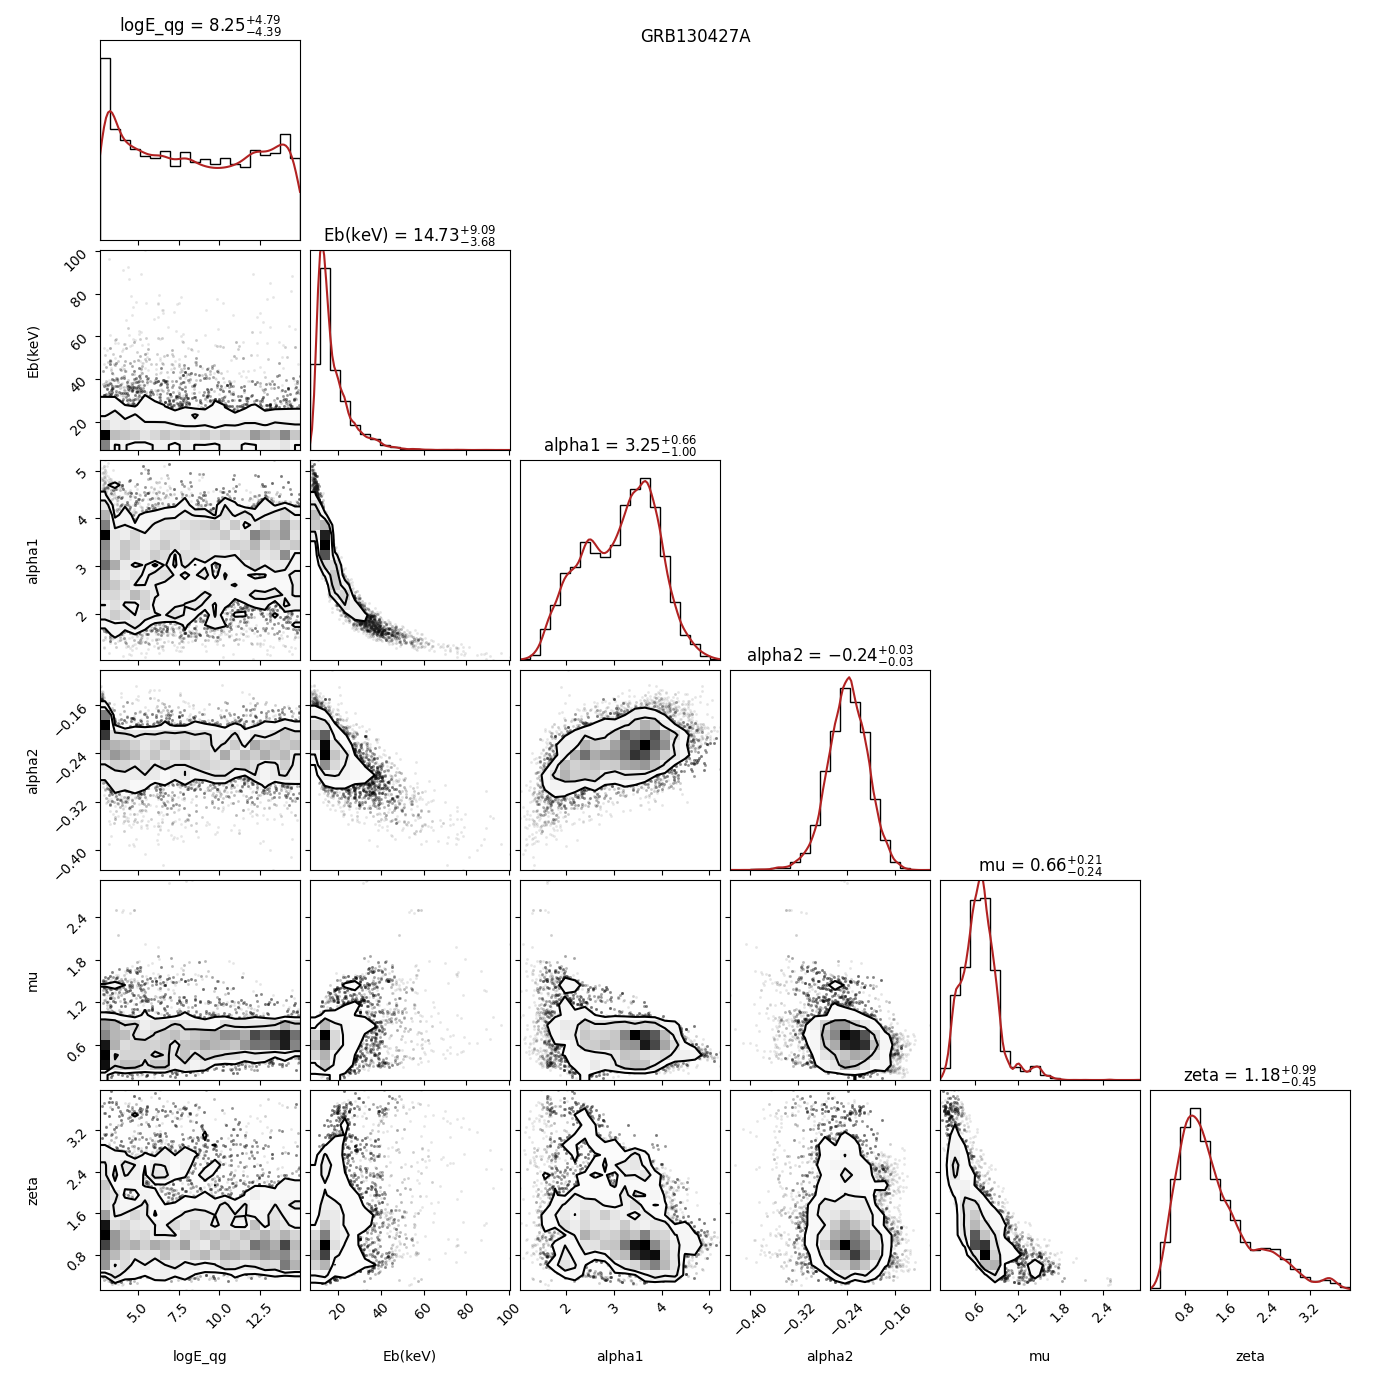 GRB130427A
logE_qg = 8.25+4.79 −4.39
Eb(keV) = 14.73+9.09 −3.68
Eb(keV)
100
80
60
40
20
alpha1 = 3.25+0.66 −1.00
alpha1
5
4
3
2
alpha2 = −0.24+0.03 −0.03
alpha2
−0.16
−0.24
−0.32
−0.40
mu = 0.66+0.21 −0.24
mu
2.4
1.8
1.2
0.6
zeta = 1.18+0.99 −0.45
zeta
3.2
2.4
1.6
0.8
5.0 7.5 10.0 12.5
20 40 60 80 100
2 3 4 5
−0.40 −0.32 −0.24 −0.16
0.6 1.2 1.8 2.4
0.8 1.6 2.4 3.2
logE_qg Eb(keV) alpha1 alpha2 mu zeta